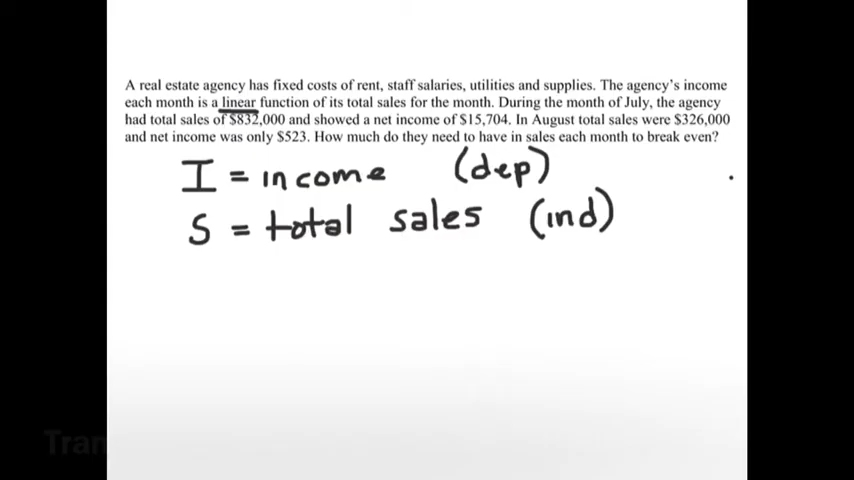 A real estate agency has fixed costs of rent, staff salaries, utilities and supplies. The agency's income
each month is a linear function of its total sales for the month. During the month of July, the agency
had total sales of $832,000 and showed a net income of $15,704. In August total sales were $326,000
and net income was only $523. How much do they need to have in sales each month to break even?
I = income (dep)
S = total sales (ind)
Tran